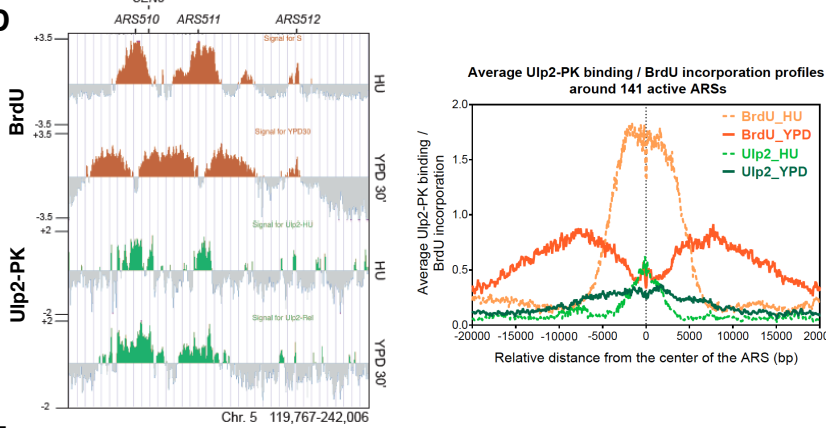 D
ARS510 ARS511 ARS512
BrdU
Ulp2-PK
+3.5
-3.5
+3.5
-3.5
+2
-2
+2
-2
Signal for S
HU
Signal for YPD30
YPD 30'
Signal for Ulp2-HU
HU
Signal for Ulp2-Rel
YPD 30'
Chr. 5 119,767-242,006
Average Ulp2-PK binding / BrdU incorporation profiles
around 141 active ARSs
Average Ulp2-PK binding /
BrdU incorporation
2.0
1.5
1.0
0.5
0.0
BrdU_HU
BrdU_YPD
Ulp2_HU
Ulp2_YPD
-20000 -15000 -10000 -5000 0 5000 10000 15000 2000
Relative distance from the center of the ARS (bp)